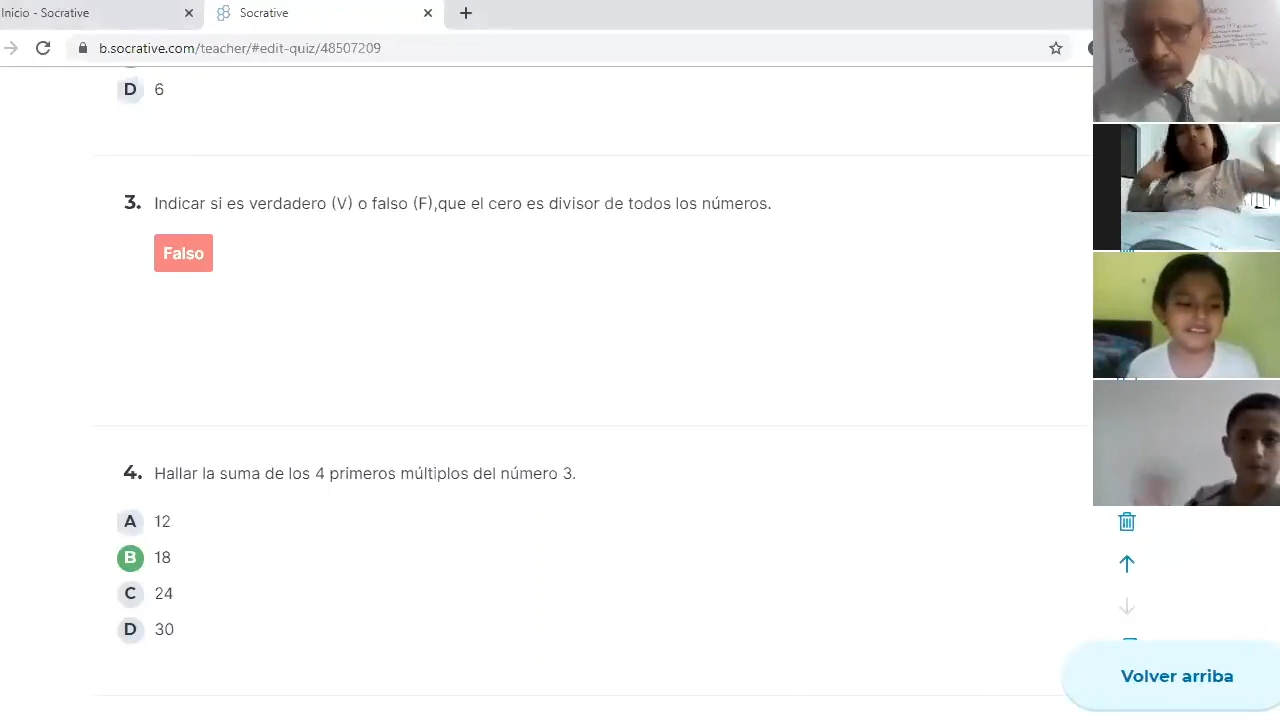 Inicio - Socrative
Socrative
b.socrative.com/teacher/#edit-quiz/48507209
D 6
3. Indicar si es verdadero (V) o falso (F),que el cero es divisor de todos los números.
Falso
4. Hallar la suma de los 4 primeros múltiplos del número 3.
A 12
B 18
C 24
D 30
Volver arriba